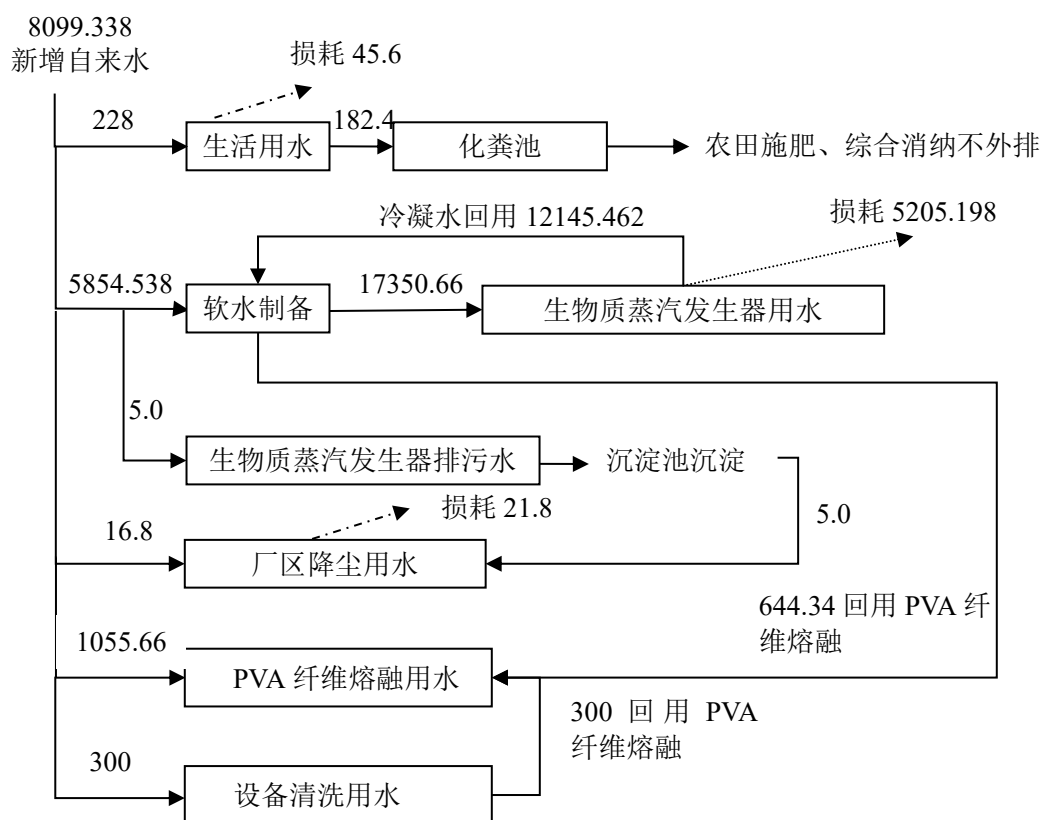 8099.338
新增自来水
损耗 45.6
228
生活用水
182.4
化粪池
农田施肥、综合消纳不外排
冷凝水回用 12145.462
损耗 5205.198
5854.538
软水制备
17350.66
生物质蒸汽发生器用水
5.0
生物质蒸汽发生器排污水
沉淀池沉淀
损耗 21.8
5.0
16.8
厂区降尘用水
644.34 回用 PVA 纤
维熔融
1055.66
PVA 纤维熔融用水
300 回 用 PVA
纤维熔融
300
设备清洗用水